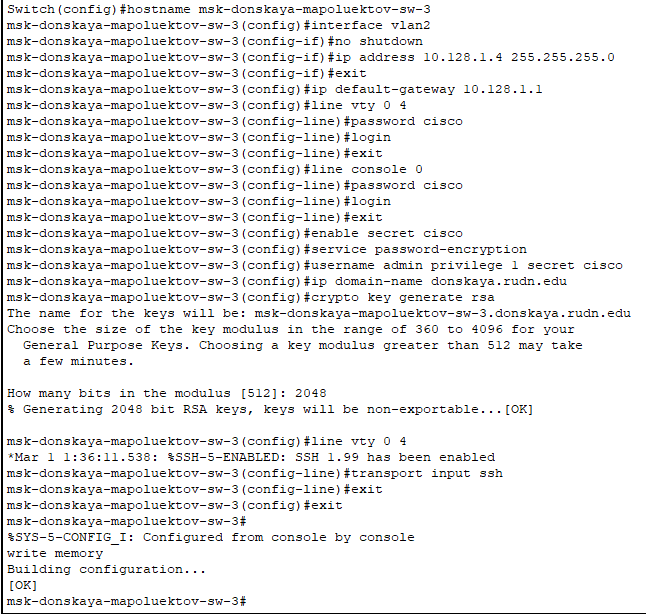 Switch(config)#hostname msk-donskaya-mapoluektov-sw-3
msk-donskaya-mapoluektov-sw-3(config)#interface vlan2
msk-donskaya-mapoluektov-sw-3(config-if)#no shutdown
msk-donskaya-mapoluektov-sw-3(config-if)#ip address 10.128.1.4 255.255.255.0
msk-donskaya-mapoluektov-sw-3(config-if)#exit
msk-donskaya-mapoluektov-sw-3(config)#ip default-gateway 10.128.1.1
msk-donskaya-mapoluektov-sw-3(config)#line vty 0 4
msk-donskaya-mapoluektov-sw-3(config-line)#password cisco
msk-donskaya-mapoluektov-sw-3(config-line)#login
msk-donskaya-mapoluektov-sw-3(config-line)#exit
msk-donskaya-mapoluektov-sw-3(config)#line console 0
msk-donskaya-mapoluektov-sw-3(config-line)#password cisco
msk-donskaya-mapoluektov-sw-3(config-line)#login
msk-donskaya-mapoluektov-sw-3(config-line)#exit
msk-donskaya-mapoluektov-sw-3(config)#enable secret cisco
msk-donskaya-mapoluektov-sw-3(config)#service password-encryption
msk-donskaya-mapoluektov-sw-3(config)#username admin privilege 1 secret cisco
msk-donskaya-mapoluektov-sw-3(config)#ip domain-name donskaya.rudn.edu
msk-donskaya-mapoluektov-sw-3(config)#crypto key generate rsa
The name for the keys will be: msk-donskaya-mapoluektov-sw-3.donskaya.rudn.edu
Choose the size of the key modulus in the range of 360 to 4096 for your
General Purpose Keys. Choosing a key modulus greater than 512 may take
a few minutes.
How many bits in the modulus [512]: 2048
% Generating 2048 bit RSA keys, keys will be non-exportable...[OK]
msk-donskaya-mapoluektov-sw-3(config)#line vty 0 4
*Mar 1 1:36:11.538: %SSH-5-ENABLED: SSH 1.99 has been enabled
msk-donskaya-mapoluektov-sw-3(config-line)#transport input ssh
msk-donskaya-mapoluektov-sw-3(config-line)#exit
msk-donskaya-mapoluektov-sw-3(config)#exit
msk-donskaya-mapoluektov-sw-3#
%SYS-5-CONFIG_I: Configured from console by console
write memory
Building configuration...
[OK]
msk-donskaya-mapoluektov-sw-3#